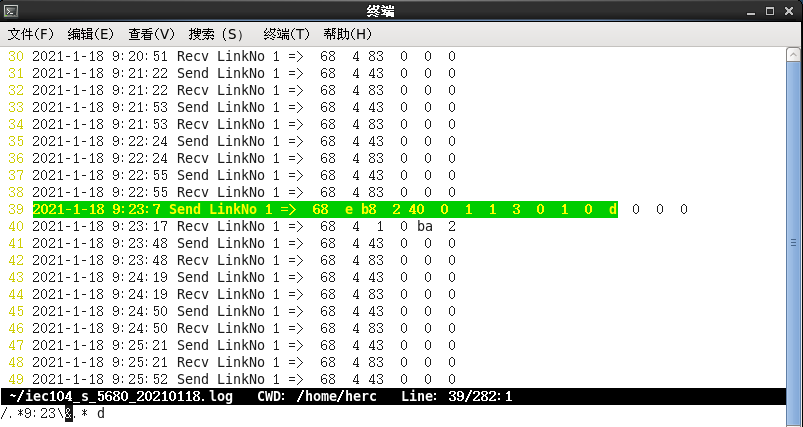 终端
文件(F) 编辑(E) 查看(V) 搜索 (S) 终端(T) 帮助(H)
30 2021-1-18 9:20:51 Recv LinkNo 1 => 68 4 83 0 0 0
31 2021-1-18 9:21:22 Send LinkNo 1 => 68 4 43 0 0 0
32 2021-1-18 9:21:22 Recv LinkNo 1 => 68 4 83 0 0 0
33 2021-1-18 9:21:53 Send LinkNo 1 => 68 4 43 0 0 0
34 2021-1-18 9:21:53 Recv LinkNo 1 => 68 4 83 0 0 0
35 2021-1-18 9:22:24 Send LinkNo 1 => 68 4 43 0 0 0
36 2021-1-18 9:22:24 Recv LinkNo 1 => 68 4 83 0 0 0
37 2021-1-18 9:22:55 Send LinkNo 1 => 68 4 43 0 0 0
38 2021-1-18 9:22:55 Recv LinkNo 1 => 68 4 83 0 0 0
39 2021-1-18 9:23:7 Send LinkNo 1 => 68 e b8 2 40 0 1 1 3 0 1 0 d 0 0 0
40 2021-1-18 9:23:17 Recv LinkNo 1 => 68 4 1 0 ba 2
41 2021-1-18 9:23:48 Send LinkNo 1 => 68 4 43 0 0 0
42 2021-1-18 9:23:48 Recv LinkNo 1 => 68 4 83 0 0 0
43 2021-1-18 9:24:19 Send LinkNo 1 => 68 4 43 0 0 0
44 2021-1-18 9:24:19 Recv LinkNo 1 => 68 4 83 0 0 0
45 2021-1-18 9:24:50 Send LinkNo 1 => 68 4 43 0 0 0
46 2021-1-18 9:24:50 Recv LinkNo 1 => 68 4 83 0 0 0
47 2021-1-18 9:25:21 Send LinkNo 1 => 68 4 43 0 0 0
48 2021-1-18 9:25:21 Recv LinkNo 1 => 68 4 83 0 0 0
49 2021-1-18 9:25:52 Send LinkNo 1 => 68 4 43 0 0 0
~/iec104_s_5680_20210118.log CWD: /home/herc Line: 39/282:1
/.*9:23\&.* d